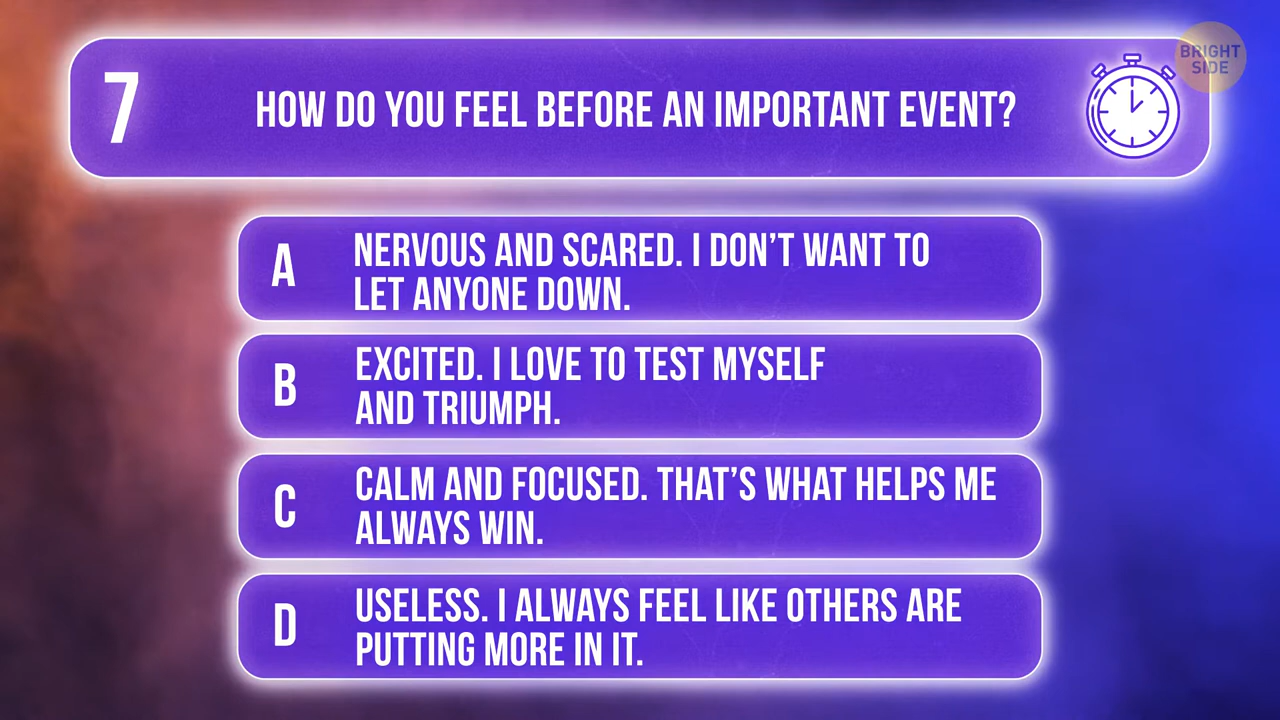 7
HOW DO YOU FEEL BEFORE AN IMPORTANT EVENT?
BRIGHT
SIDE
A
NERVOUS AND SCARED. I DON'T WANT TO
LET ANYONE DOWN.
B
EXCITED. I LOVE TO TEST MYSELF
AND TRIUMPH.
C
CALM AND FOCUSED. THAT'S WHAT HELPS ME
ALWAYS WIN.
D
USELESS. I ALWAYS FEEL LIKE OTHERS ARE
PUTTING MORE IN IT.